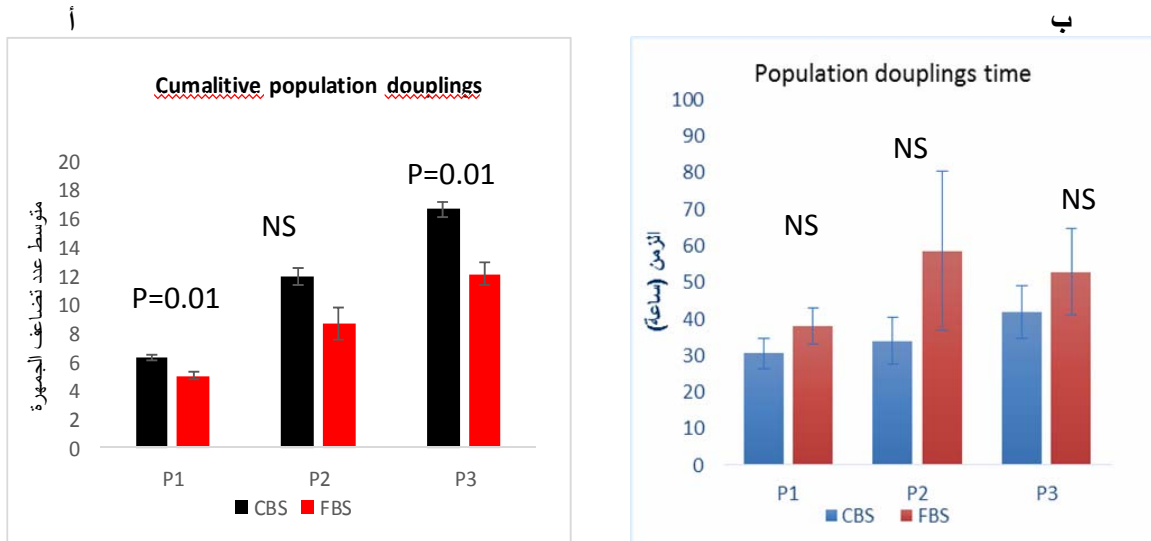 أ
Cumalitive population douplings
متوسط عدد تضاعف الجمهرة
20
18
16
14
12
10
8
6
4
2
0
P=0.01
NS
P=0.01
P1
P2
P3
CBS
FBS
ب
Population douplings time
الزمن (ساعة)
100
90
80
70
60
50
40
30
20
10
0
NS
NS
NS
P1
P2
P3
CBS
FBS